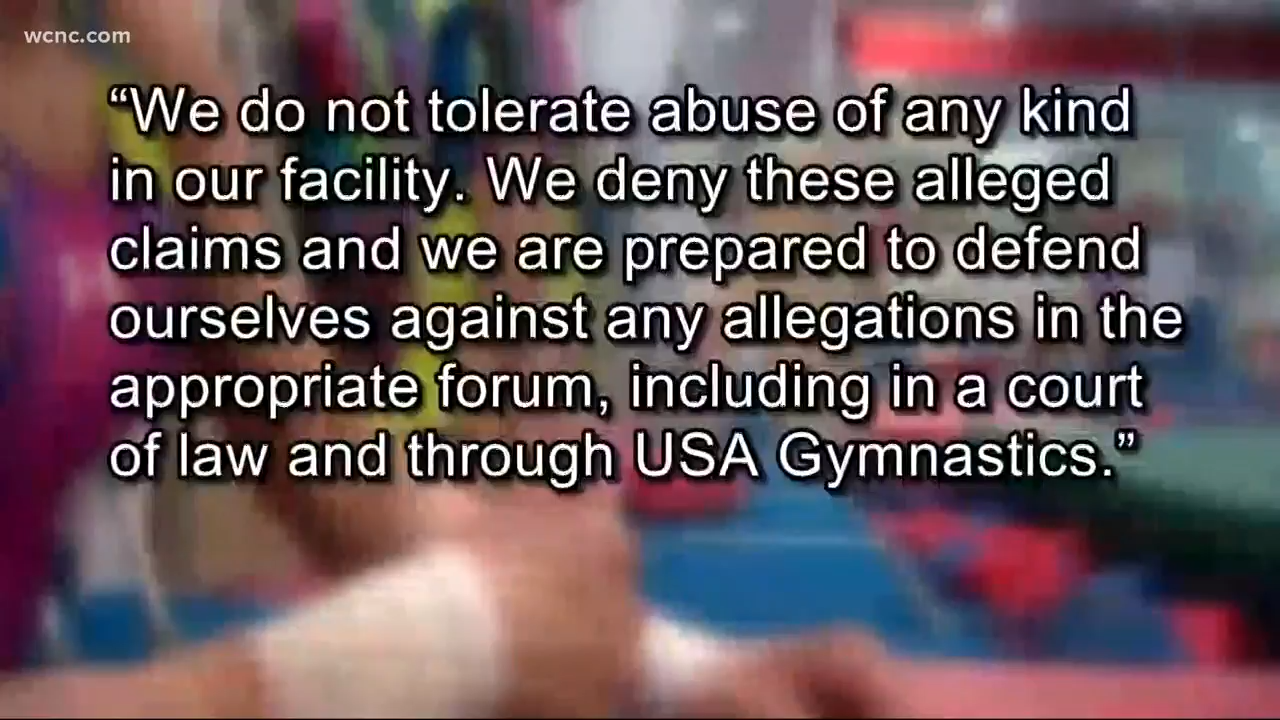 wcnc.com
“We do not tolerate abuse of any kind
in our facility. We deny these alleged
claims and we are prepared to defend
ourselves against any allegations in the
appropriate forum, including in a court
of law and through USA Gymnastics.”